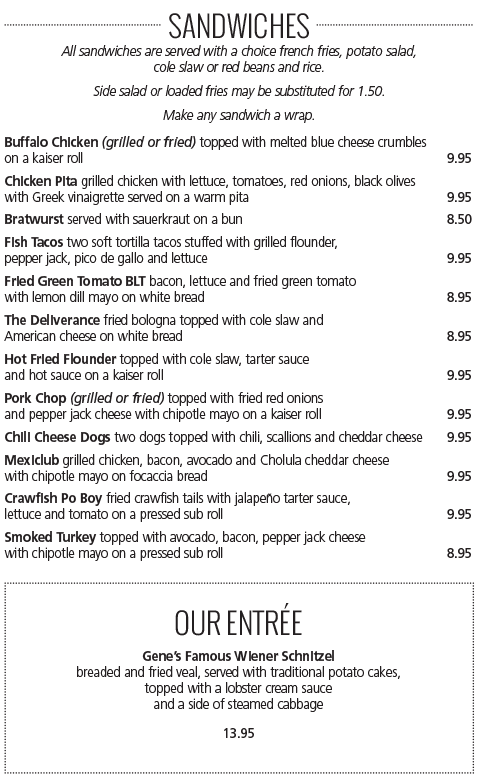 SANDWICHES
All sandwiches are served with a choice french fries, potato salad,
cole slaw or red beans and rice.
Side salad or loaded fries may be substituted for 1.50.
Make any sandwich a wrap.
Buffalo Chicken (grilled or fried) topped with melted blue cheese crumbles
on a kaiser roll 9.95
Chicken Pita grilled chicken with lettuce, tomatoes, red onions, black olives
with Greek vinaigrette served on a warm pita 9.95
Bratwurst served with sauerkraut on a bun 8.50
Fish Tacos two soft tortilla tacos stuffed with grilled flounder,
pepper jack, pico de gallo and lettuce 9.95
Fried Green Tomato BLT bacon, lettuce and fried green tomato
with lemon dill mayo on white bread 8.95
The Deliverance fried bologna topped with cole slaw and
American cheese on white bread 8.95
Hot Fried Flounder topped with cole slaw, tarter sauce
and hot sauce on a kaiser roll 9.95
Pork Chop (grilled or fried) topped with fried red onions
and pepper jack cheese with chipotle mayo on a kaiser roll 9.95
Chili Cheese Dogs two dogs topped with chili, scallions and cheddar cheese 9.95
Mexiclub grilled chicken, bacon, avocado and Cholula cheddar cheese
with chipotle mayo on focaccia bread 9.95
Crawfish Po Boy fried crawfish tails with jalapeño tarter sauce,
lettuce and tomato on a pressed sub roll 9.95
Smoked Turkey topped with avocado, bacon, pepper jack cheese
with chipotle mayo on a pressed sub roll 8.95
OUR ENTRÉE
Gene's Famous Wiener Schnitzel
breaded and fried veal, served with traditional potato cakes,
topped with a lobster cream sauce
and a side of steamed cabbage
13.95